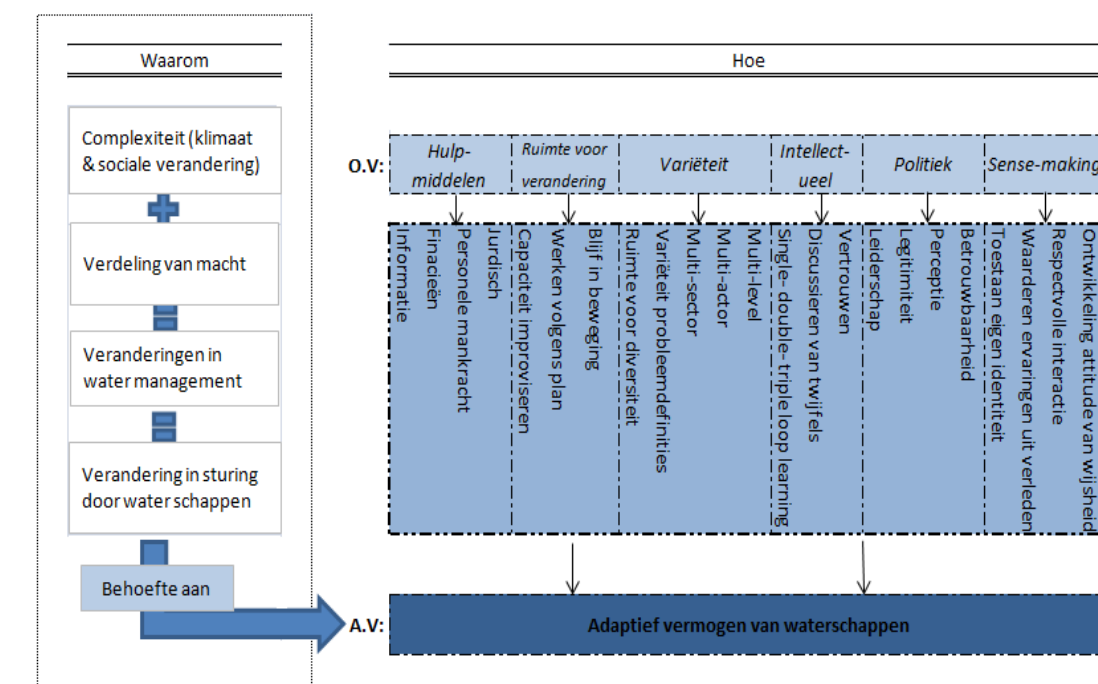 Waarom
Complexiteit (klimaat
& sociale verandering)
Verdeling van macht
Veranderingen in
water management
Verandering in sturing
door water schappen
Behoefte aan
Hoe
O.V:
Hulp-
middelen
Ruimte voor
verandering
Variëteit
Intellect-
ueel
Politiek
Sense-making
Informatie
Finacieën
Personele mankracht
Jurdisch
Capaciteit improviseren
Werken volgens plan
Blijf in beweging
Ruimte voor diversiteit
Variëteit probleemdefinities
Multi-sector
Multi-actor
Multi-level
Single- double- triple loop learning
Discussieren van twijfels
Vertrouwen
Leiderschap
Legitimiteit
Perceptie
Betrouwbaarheid
Toestaan eigen identiteit
Waarderen ervaringen uit verleden
Respectvolle interactie
Ontwikkeling attitude van wijsheid
A.V:
Adaptief vermogen van waterschappen